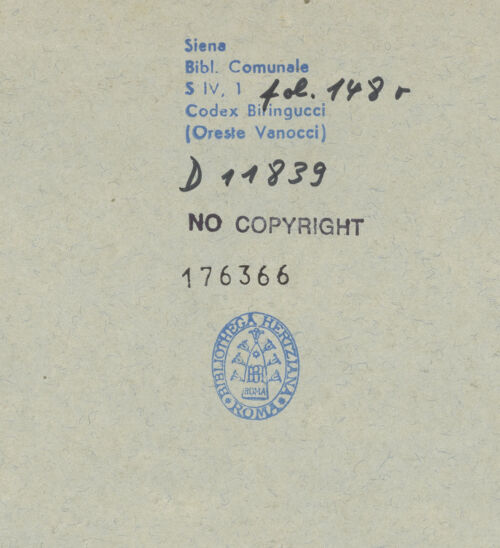 Siena
Bibl. Comunale
S IV, 1 fol. 148 r
Codex Biringucci
(Oreste Vanocci)
D 11839
NO COPYRIGHT
176366
BIBLIOTHECA HERTZIANA
ROMA
ROMA